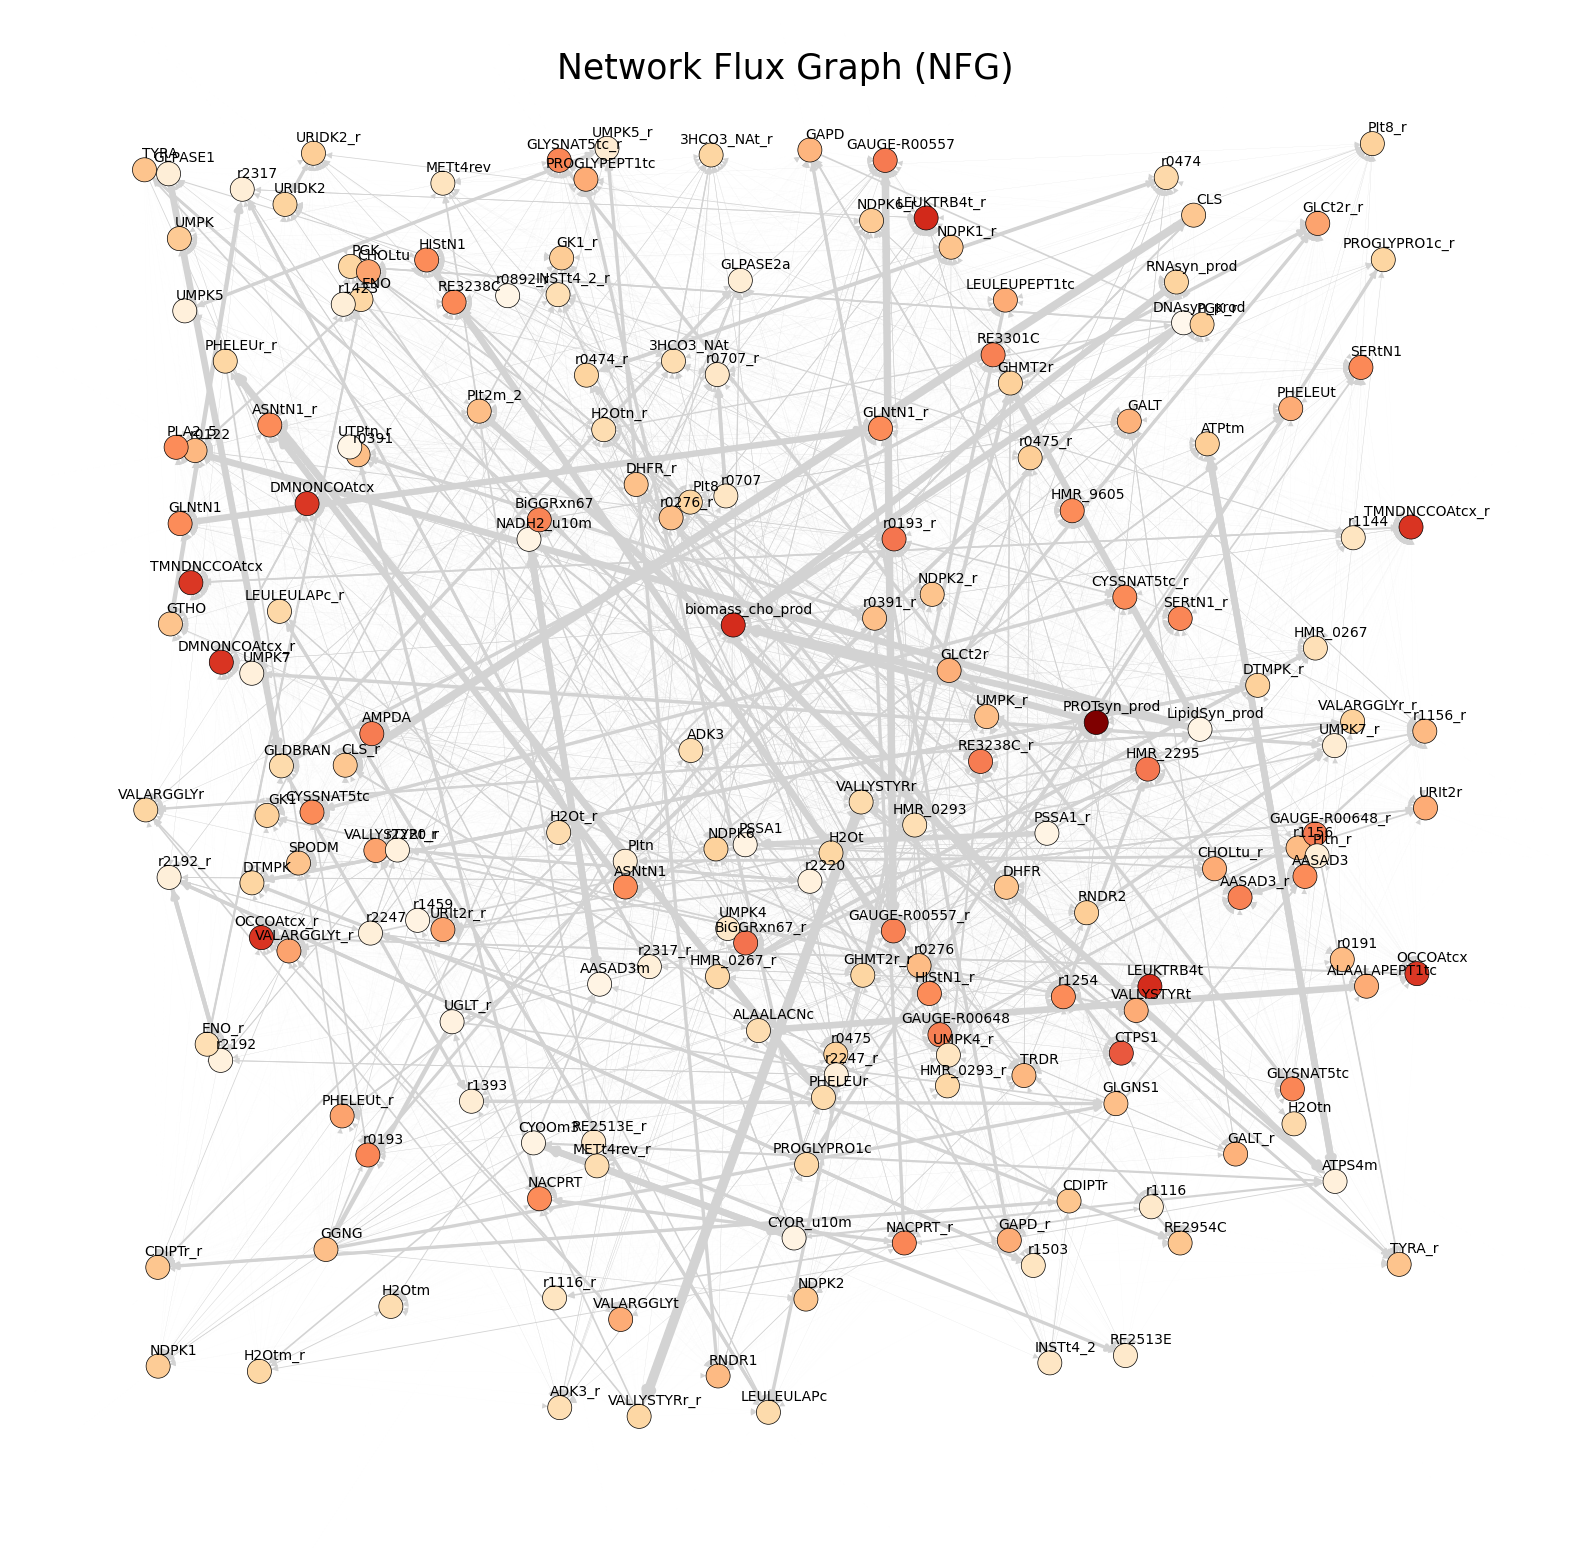 Network Flux Graph (NFG)
PIt8_r
URIDK2_r
UMPK5_r
3HCO3_NAt_r
GAPD
GAUGE-R00557
GLYSNAT5tc_r
TYRA
GLPASE1
PROGLYPEPT1tc
METt4rev
r0474
r2317
URIDK2
CLS
NDPK6_r
LEUKTRB4t_r
GLCt2r_r
UMPK
NDPK1_r
PROGLYPRO1c_r
HIStN1
GK1_r
PGK
CHOLtu
GLPASE2a
RNAsyn_prod
ENO
r1423
RE3238C
INSTt4_2_r
LEULEUPEPT1tc
UMPK5
DNAsyn_prod
PGK_r
RE3301C
PHELEUr_r
3HCO3_NAt
r0474_r
r0707_r
GHMT2r
SERtN1
PIt2m_2
PHELEUt
ASNtN1_r
H2Otn_r
GLNtN1_r
GALT
PLA2_5
r0122
UTPtn_r
r0391
r0475_r
ATPtm
DHFR_r
PIt8
r0707
DMNONCOAtcx
r0276_r
HMR_9605
GLNtN1
BiGGRxn67
NADH2_u10m
r0193_r
r1144
TMNDNCCOAtcx_r
TMNDNCCOAtcx
NDPK2_r
CYSSNAT5tc_r
LEULEULAPc_r
GTHO
biomass_cho_prod
r0391_r
SERtN1_r
HMR_0267
DMNONCOAtcx_r
UMPK7
GLCt2r
DTMPK_r
UMPK_r
PROTsyn_prod
LipidSyn_prod
VALARGGLYr_r
r1156_r
AMPDA
ADK3
UMPK7_r
GLDBRAN
CLS_r
RE3238C_r
HMR_2295
VALARGGLYr
GK1
CYSSNAT5tc
VALLYSTYRr
URIt2r
HMR_0293
GAUGE-R00648_r
H2Ot_r
NDPK6
PSSA1
PSSA1_r
r1156
PItn_r
SPODM
PItn
H2Ot
CHOLtu_r
AASAD3
r2192_r
DTMPK
ASNtN1
r2220
DHFR
AASAD3_r
RNDR2
OCCOAtcx_r
r2247
r1459
URIt2r_r
UMPK4
BiGGRxn67_r
GAUGE-R00557_r
VALARGGLYt_r
r2317_r
HMR_0267_r
GHMT2r_r
r0276
r0191
OCCOAtcx
ALAALAPEPT1tc
AASAD3m
HIStN1_r
r1254
LEUKTRB4t
VALLYSTYRt
UGLT_r
ALAALACNc
GAUGE-R00648
ENO_r
r2192
r0475
UMPK4_r
CTPS1
r2247_r
PHELEUr
HMR_0293_r
TRDR
GLYSNAT5tc
r1393
GLGNS1
H2Otn
PHELEUt_r
r0193
CYOOm3
RE2513E_r
METt4rev_r
PROGLYPRO1c
GALT_r
ATPS4m
NACPRT
CDIPTr
r1116
GGNG
CYOR_u10m
NACPRT_r
GAPD_r
RE2954C
CDIPTr_r
r1503
TYRA_r
H2Otm
r1116_r
VALARGGLYt
NDPK2
NDPK1
H2Otm_r
RNDR1
INSTt4_2
RE2513E
ADK3_r
VALLYSTYRr_r
LEULEULAPc